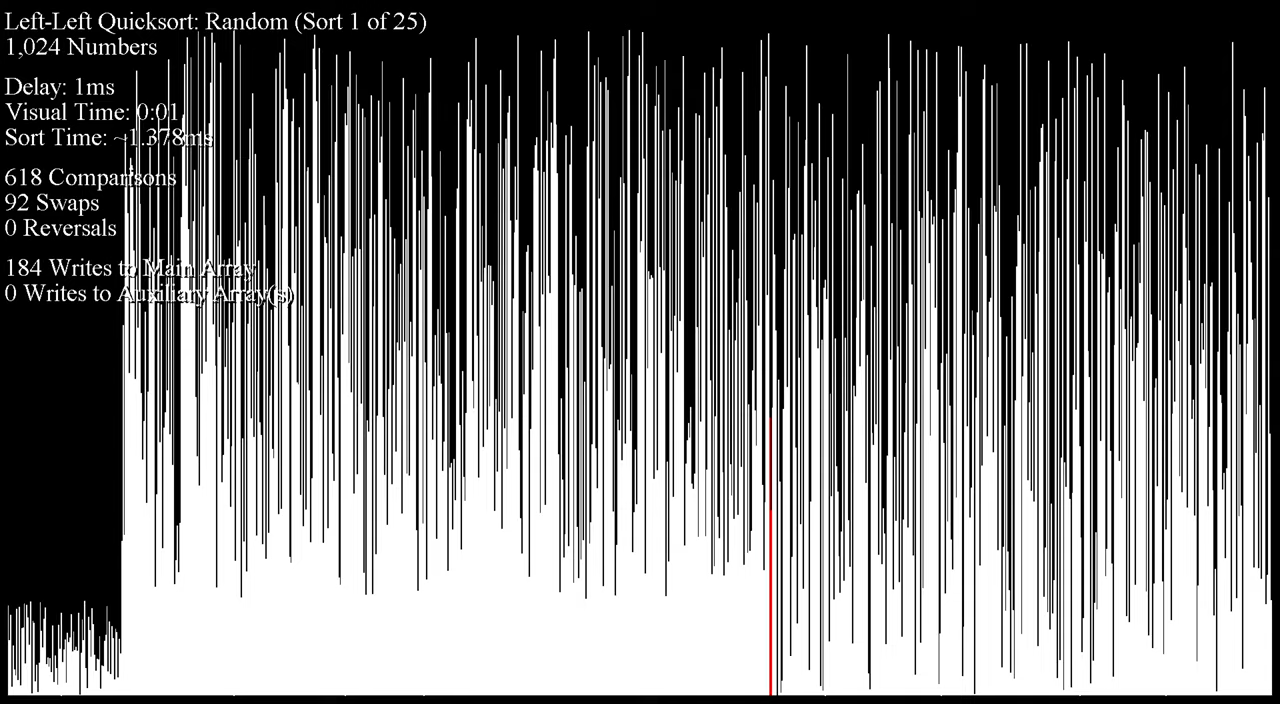 Left-Left Quicksort: Random (Sort 1 of 25)
1,024 Numbers
Delay: 1ms
Visual Time: 0:01
Sort Time: ~1.378ms
618 Comparisons
92 Swaps
0 Reversals
184 Writes to Main Array
0 Writes to Auxiliary Array(s)